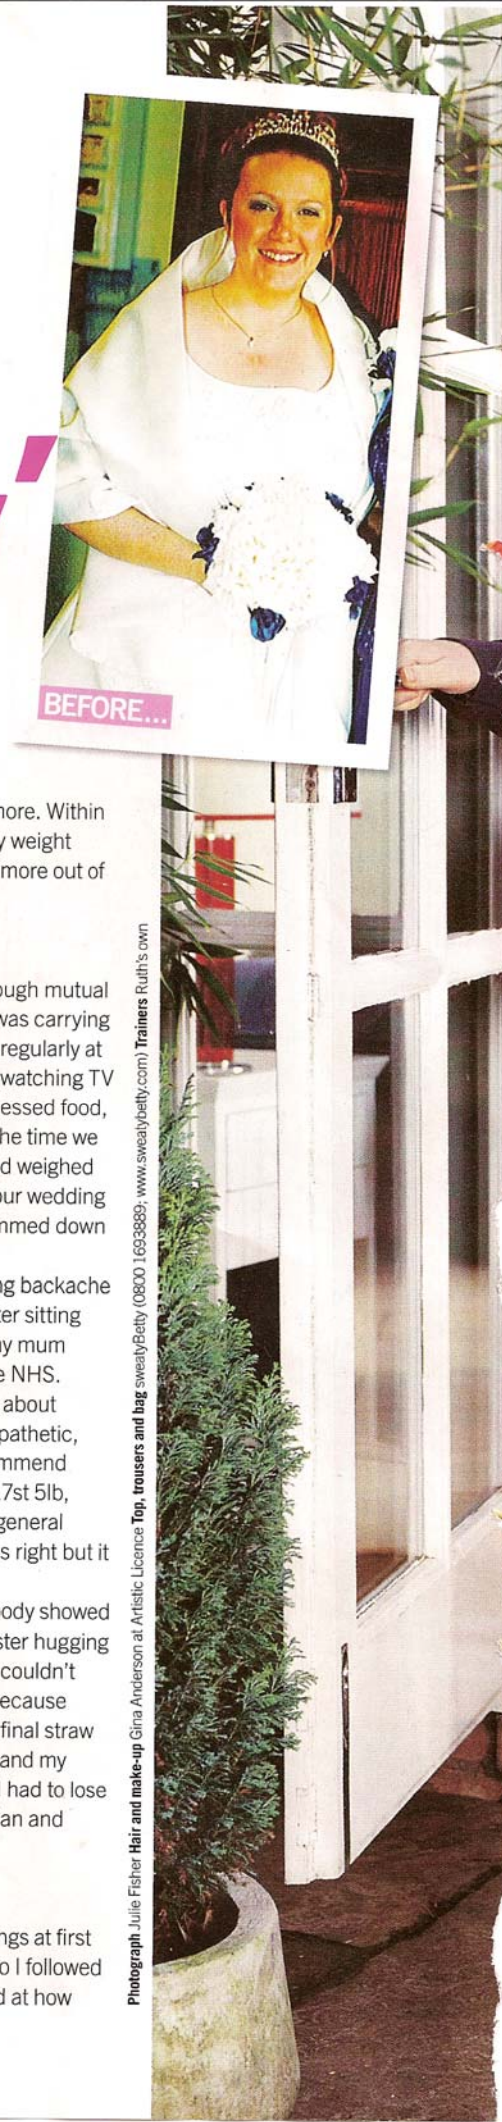 BEFORE...
more. Within
y weight
more out of
ough mutual
was carrying
regularly at
watching TV
essed food,
he time we
d weighed
our wedding
mmed down
ng backache
ter sitting
y mum
e NHS.
about
pathetic,
mmend
7st 5lb,
general
s right but it
ody showed
ster hugging
couldn't
ecause
final straw
and my
I had to lose
an and
ngs at first
o I followed
d at how
Photograph Julie Fisher Hair and make-up Gina Anderson at Artistic Licence Top, trousers and bag sweatyBetty (0800 1693889; www.sweatybetty.com) Trainers Ruth's own